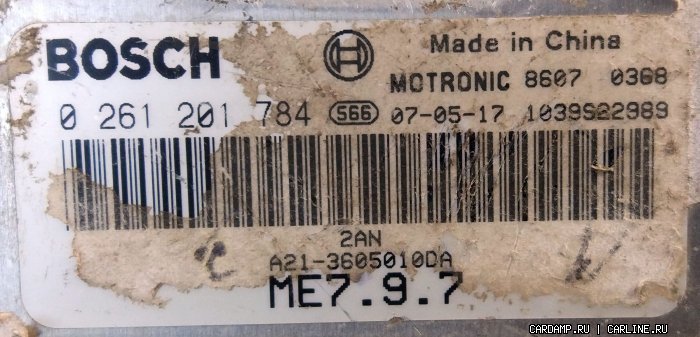 BOSCH Made in China
MOTRONIC 8607 0368
0 261 201 784 566 07-05-17 1039S22989
2AN
A21-3605010DA
ME7.9.7
CARDAMP.RU | CARLINE.RU